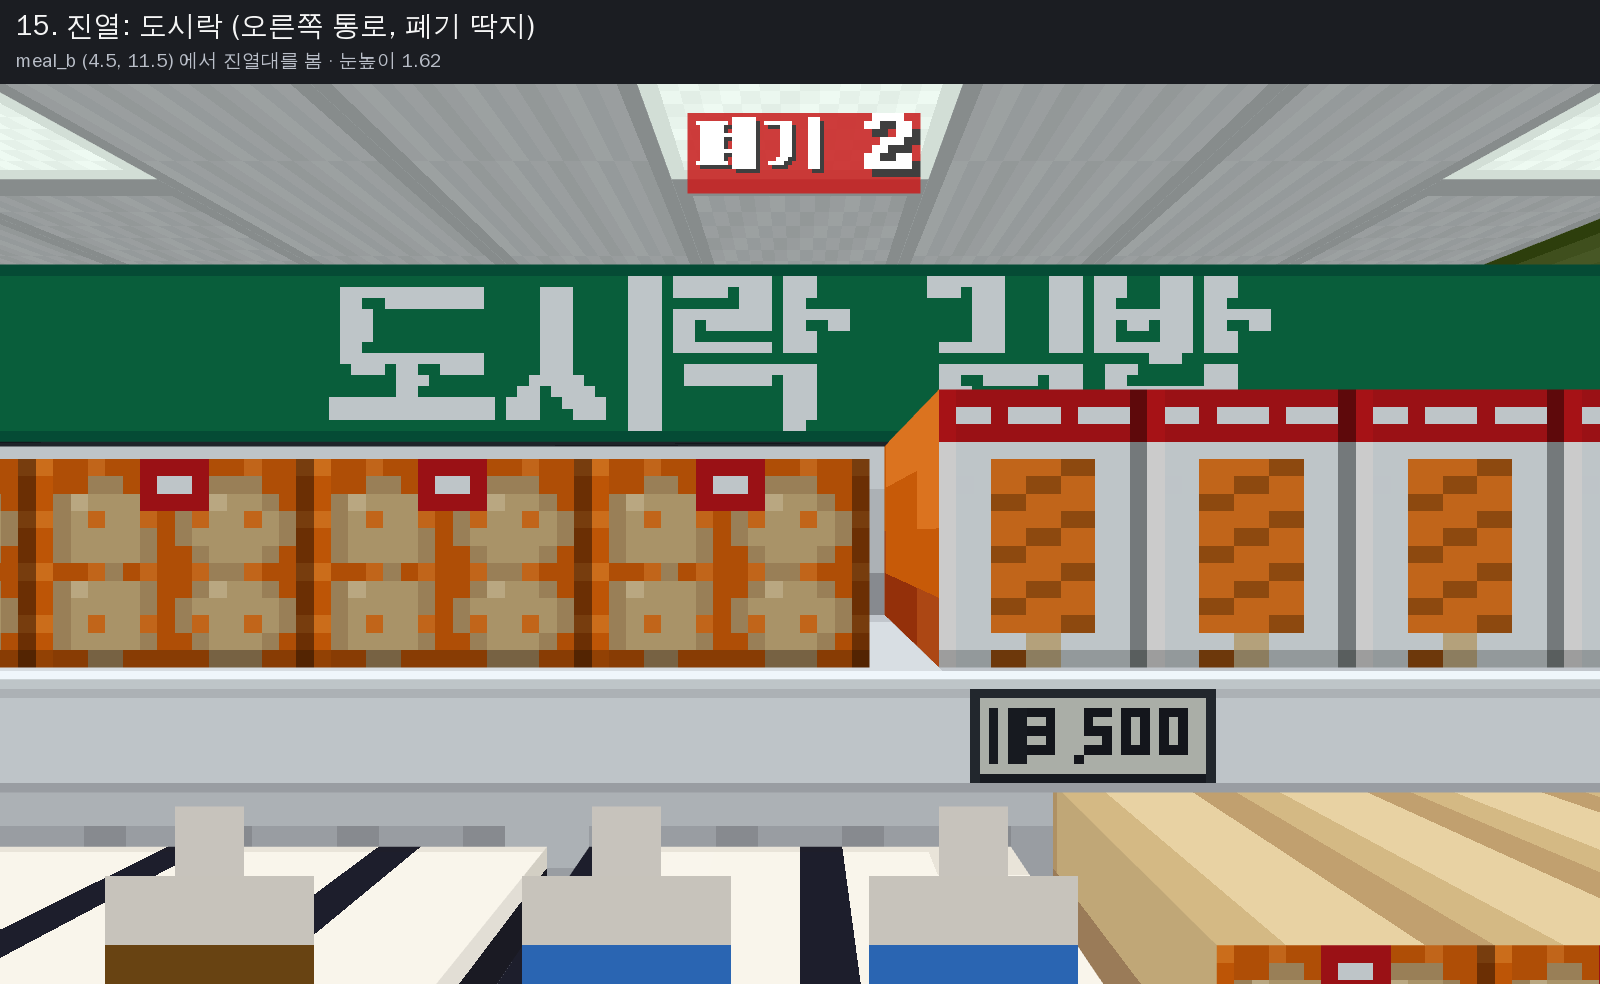 15. 진열: 도시락 (오른쪽 통로, 폐기 딱지)
meal_b (4.5, 11.5) 에서 진열대를 봄 · 눈높이 1.62
폐기 2
도시락 김밥